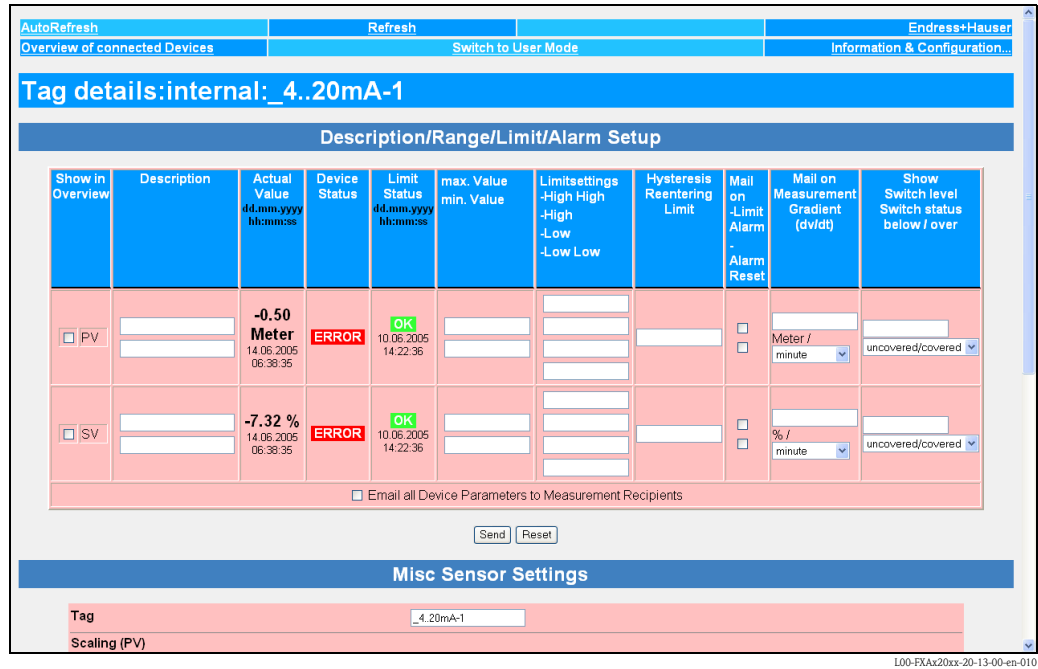 AutoRefresh Refresh Endress+Hauser
Overview of connected Devices Switch to User Mode Information & Configuration...
Tag details:internal:_4..20mA-1
Description/Range/Limit/Alarm Setup
Show in
Overview
Description
Actual
Value
dd.mm.yyyy
hh:mm:ss
Device
Status
Limit
Status
dd.mm.yyyy
hh:mm:ss
max. Value
min. Value
Limitsettings
-High High
-High
-Low
-Low Low
Hysteresis
Reentering
Limit
Mail
on
-Limit
Alarm
-
Alarm
Reset
Mail on
Measurement
Gradient
(dv/dt)
Show
Switch level
Switch status
below / over
PV
-0.50
Meter
14.06.2005
06:38:35
ERROR
OK
10.06.2005
14:22:36
Meter /
minute
uncovered/covered
SV
-7.32 %
14.06.2005
06:38:35
ERROR
OK
10.06.2005
14:22:36
% /
minute
uncovered/covered
Email all Device Parameters to Measurement Recipients
Send Reset
Misc Sensor Settings
Tag _4..20mA-1
Scaling (PV)
L00-FXAx20xx-20-13-00-en-010